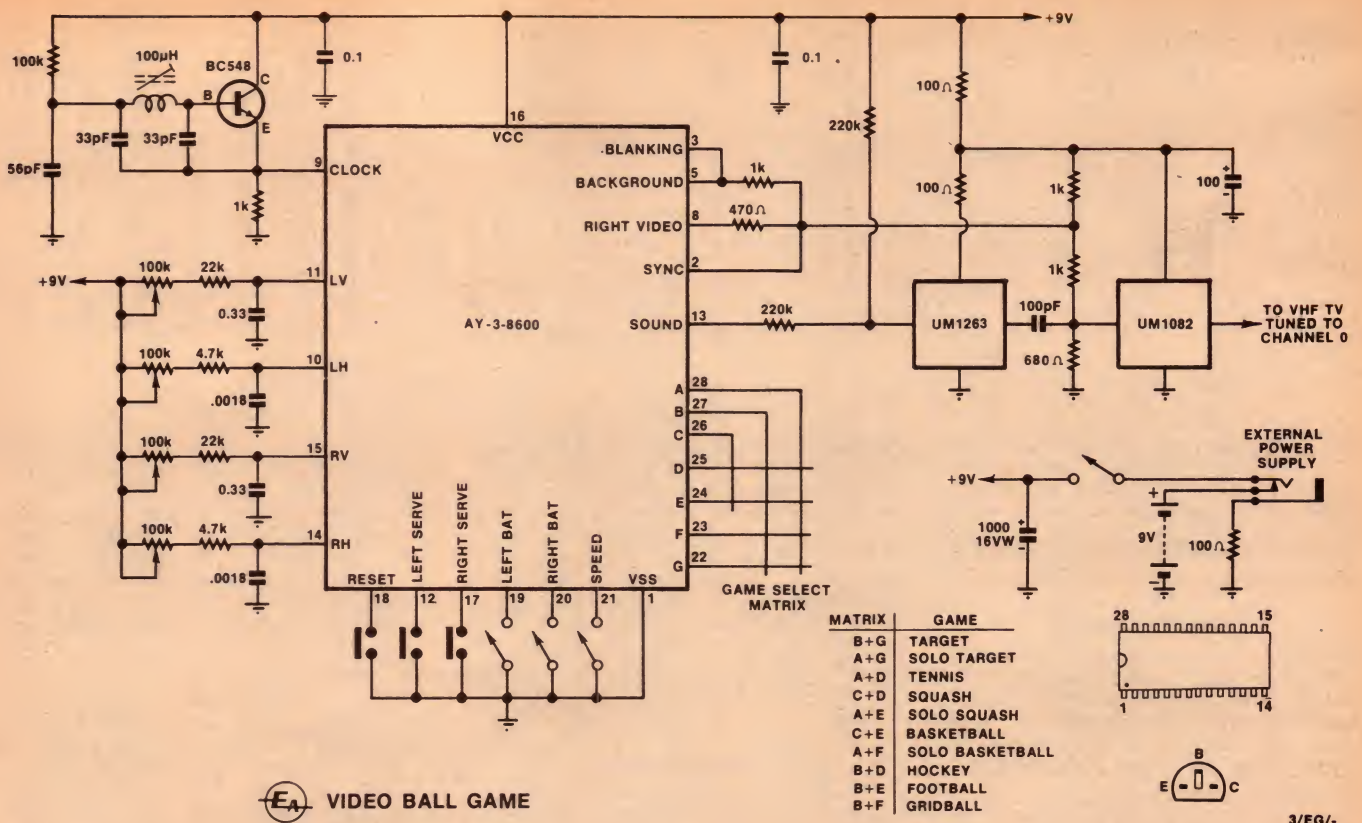 +9V
100k
100µH
BC548
B
C
E
33pF
33pF
56pF
0.1
0.1
16
VCC
9
CLOCK
1k
3
BLANKING
5
BACKGROUND
1k
8
RIGHT VIDEO
470Ω
2
SYNC
13
SOUND
220k
220k
100Ω
100Ω
1k
1k
100
+
-
100pF
680Ω
UM1263
UM1082
TO VHF TV
TUNED TO
CHANNEL 0
AY-3-8600
+9V
100k
22k
11
LV
0.33
100k
4.7k
10
LH
.0018
100k
22k
15
RV
0.33
100k
4.7k
14
RH
.0018
28
A
27
B
26
C
25
D
24
E
23
F
22
G
GAME SELECT
MATRIX
RESET
LEFT SERVE
RIGHT SERVE
LEFT BAT
RIGHT BAT
SPEED
VSS
18
12
17
19
20
21
1
EXTERNAL
POWER
SUPPLY
+9V
1000
16VW
+
-
+
9V
-
100Ω
MATRIX GAME
B+G TARGET
A+G SOLO TARGET
A+D TENNIS
C+D SQUASH
A+E SOLO SQUASH
C+E BASKETBALL
A+F SOLO BASKETBALL
B+D HOCKEY
B+E FOOTBALL
B+F GRIDBALL
28
15
1
14
B
E
C
EA VIDEO BALL GAME
3/EG/-